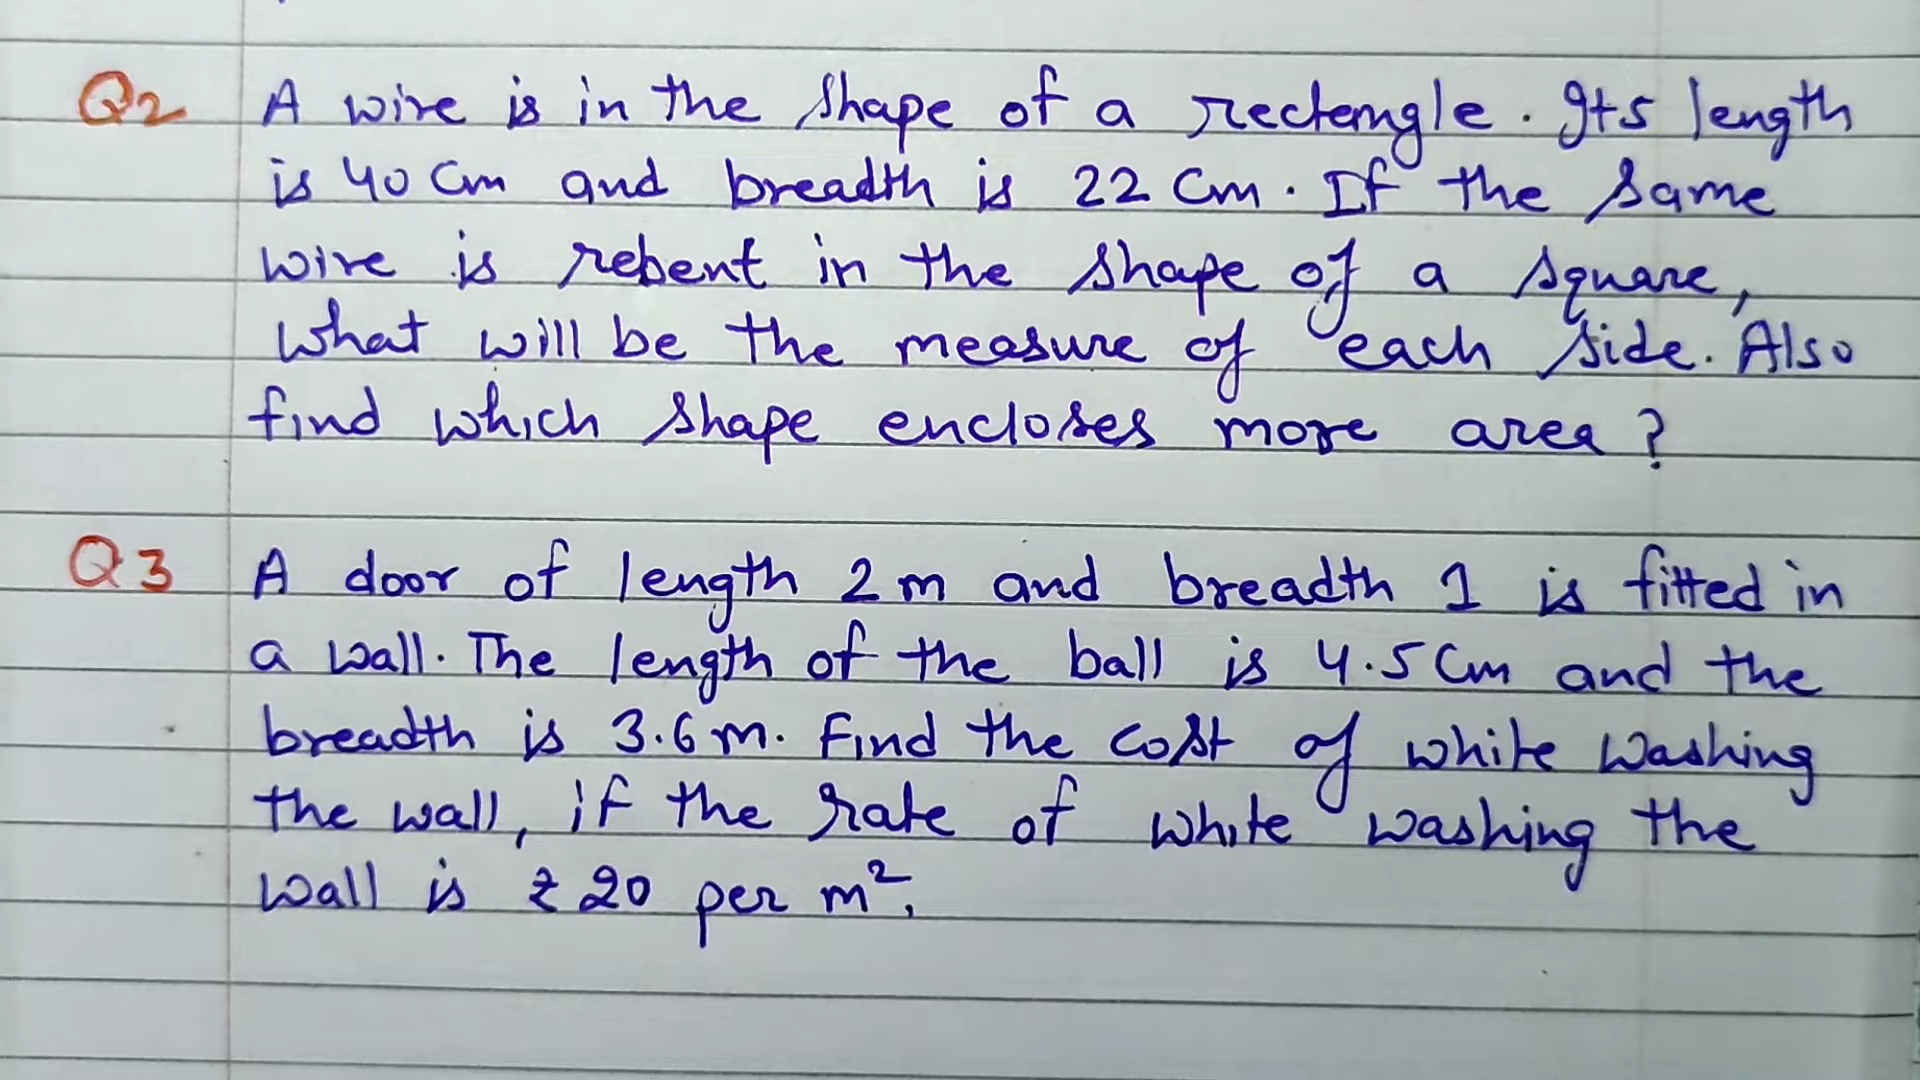 Q2 A wire is in the shape of a rectangle. Its length
is 40 cm and breadth is 22 cm. If the same
wire is rebent in the shape of a square,
what will be the measure of each side. Also
find which shape encloses more area?
Q3 A door of length 2 m and breadth 1 is fitted in
a wall. The length of the ball is 4.5 cm and the
breadth is 3.6 m. Find the cost of white washing
the wall, if the rate of white washing the
wall is ₹ 20 per m².